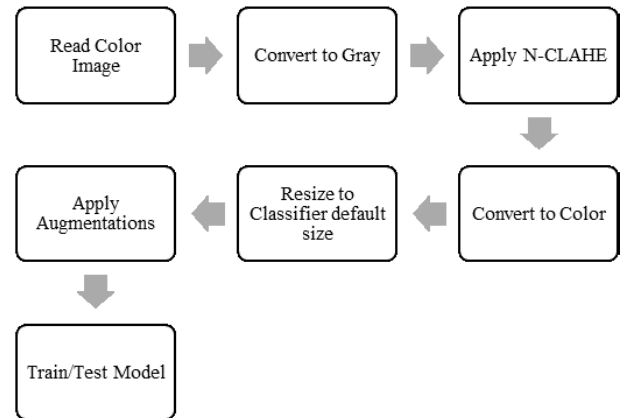 Read Color
Image
Convert to Gray
Apply N-CLAHE
Convert to Color
Resize to
Classifier default
size
Apply
Augmentations
Train/Test Model